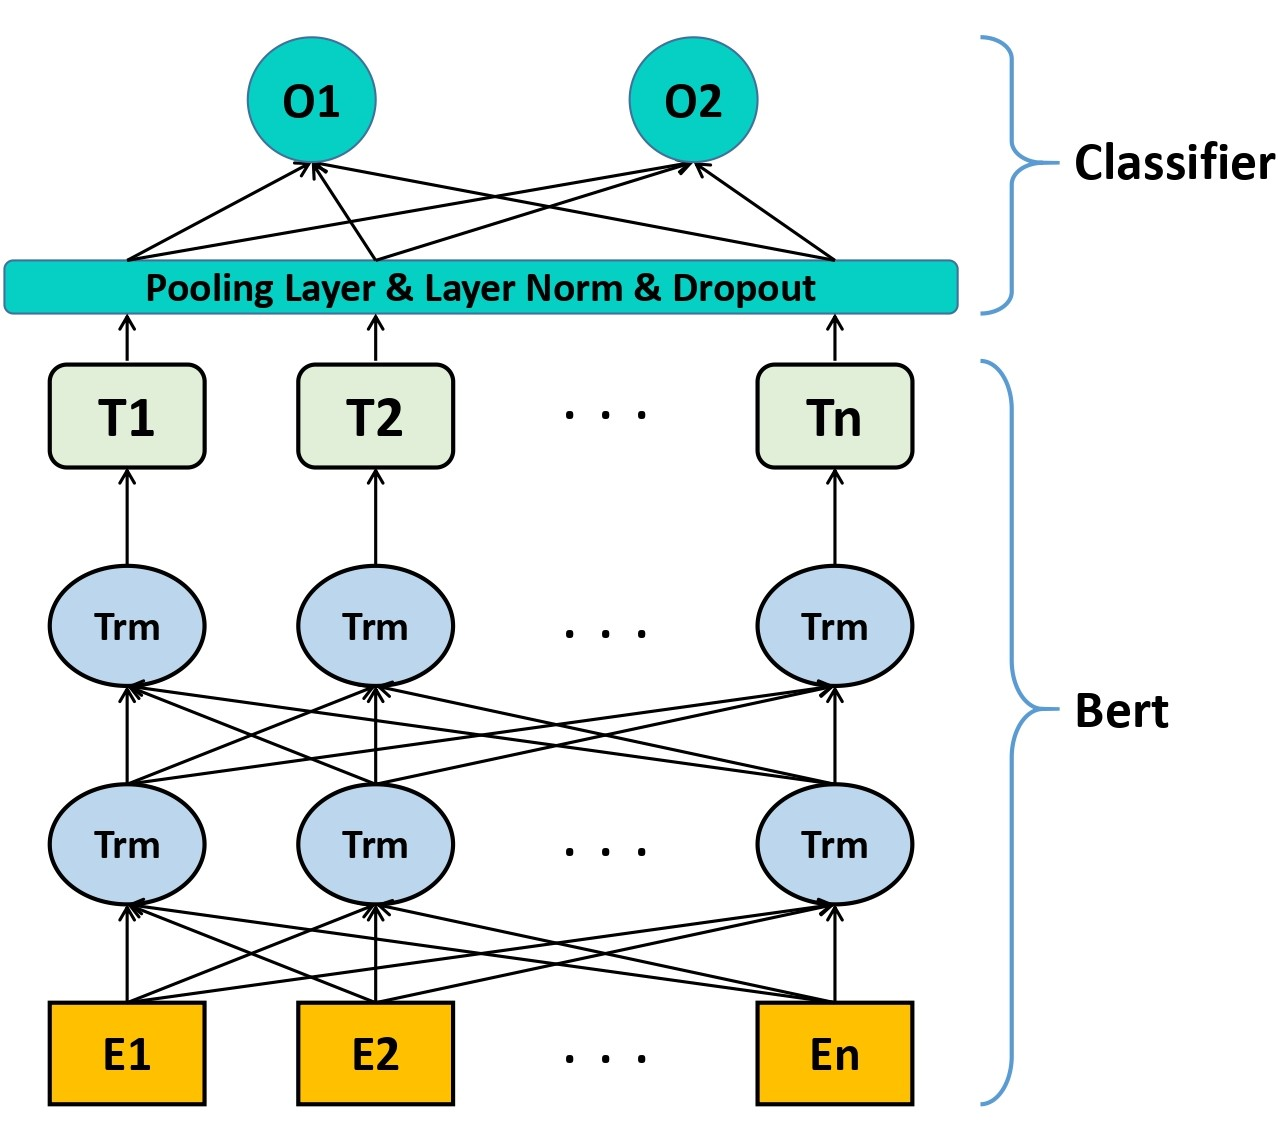 O1 O2
Classifier
Pooling Layer & Layer Norm & Dropout
T1 T2 . . . Tn
Trm Trm . . . Trm
Bert
Trm Trm . . . Trm
E1 E2 . . . En